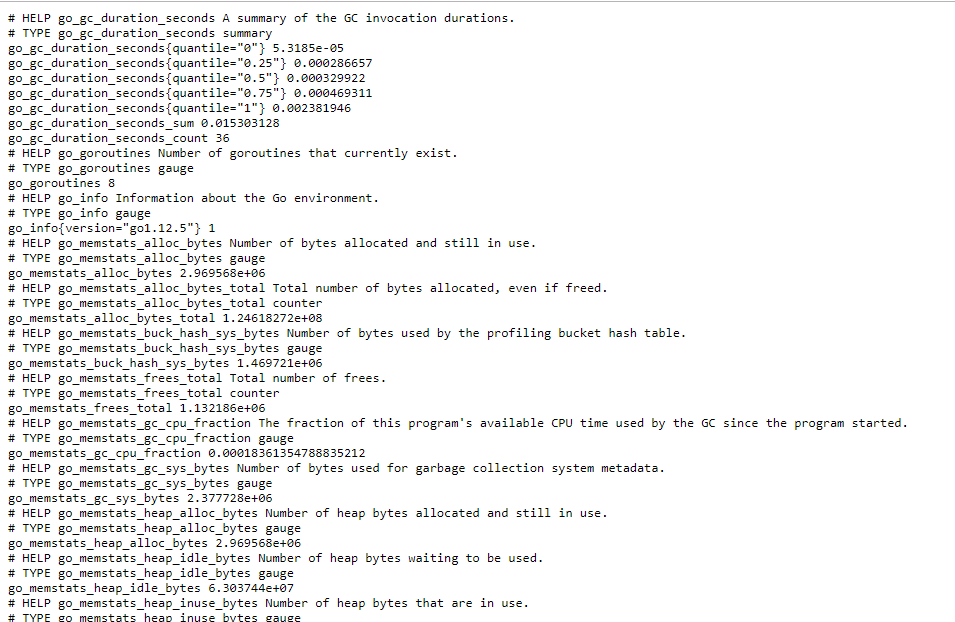 # HELP go_gc_duration_seconds A summary of the GC invocation durations.
# TYPE go_gc_duration_seconds summary
go_gc_duration_seconds{quantile="0"} 5.3185e-05
go_gc_duration_seconds{quantile="0.25"} 0.000286657
go_gc_duration_seconds{quantile="0.5"} 0.000329922
go_gc_duration_seconds{quantile="0.75"} 0.000469311
go_gc_duration_seconds{quantile="1"} 0.002381946
go_gc_duration_seconds_sum 0.015303128
go_gc_duration_seconds_count 36
# HELP go_goroutines Number of goroutines that currently exist.
# TYPE go_goroutines gauge
go_goroutines 8
# HELP go_info Information about the Go environment.
# TYPE go_info gauge
go_info{version="go1.12.5"} 1
# HELP go_memstats_alloc_bytes Number of bytes allocated and still in use.
# TYPE go_memstats_alloc_bytes gauge
go_memstats_alloc_bytes 2.969568e+06
# HELP go_memstats_alloc_bytes_total Total number of bytes allocated, even if freed.
# TYPE go_memstats_alloc_bytes_total counter
go_memstats_alloc_bytes_total 1.24618272e+08
# HELP go_memstats_buck_hash_sys_bytes Number of bytes used by the profiling bucket hash table.
# TYPE go_memstats_buck_hash_sys_bytes gauge
go_memstats_buck_hash_sys_bytes 1.469721e+06
# HELP go_memstats_frees_total Total number of frees.
# TYPE go_memstats_frees_total counter
go_memstats_frees_total 1.132186e+06
# HELP go_memstats_gc_cpu_fraction The fraction of this program's available CPU time used by the GC since the program started.
# TYPE go_memstats_gc_cpu_fraction gauge
go_memstats_gc_cpu_fraction 0.00018361354788835212
# HELP go_memstats_gc_sys_bytes Number of bytes used for garbage collection system metadata.
# TYPE go_memstats_gc_sys_bytes gauge
go_memstats_gc_sys_bytes 2.377728e+06
# HELP go_memstats_heap_alloc_bytes Number of heap bytes allocated and still in use.
# TYPE go_memstats_heap_alloc_bytes gauge
go_memstats_heap_alloc_bytes 2.969568e+06
# HELP go_memstats_heap_idle_bytes Number of heap bytes waiting to be used.
# TYPE go_memstats_heap_idle_bytes gauge
go_memstats_heap_idle_bytes 6.303744e+07
# HELP go_memstats_heap_inuse_bytes Number of heap bytes that are in use.
# TYPE go_memstats_heap_inuse_bytes gauge